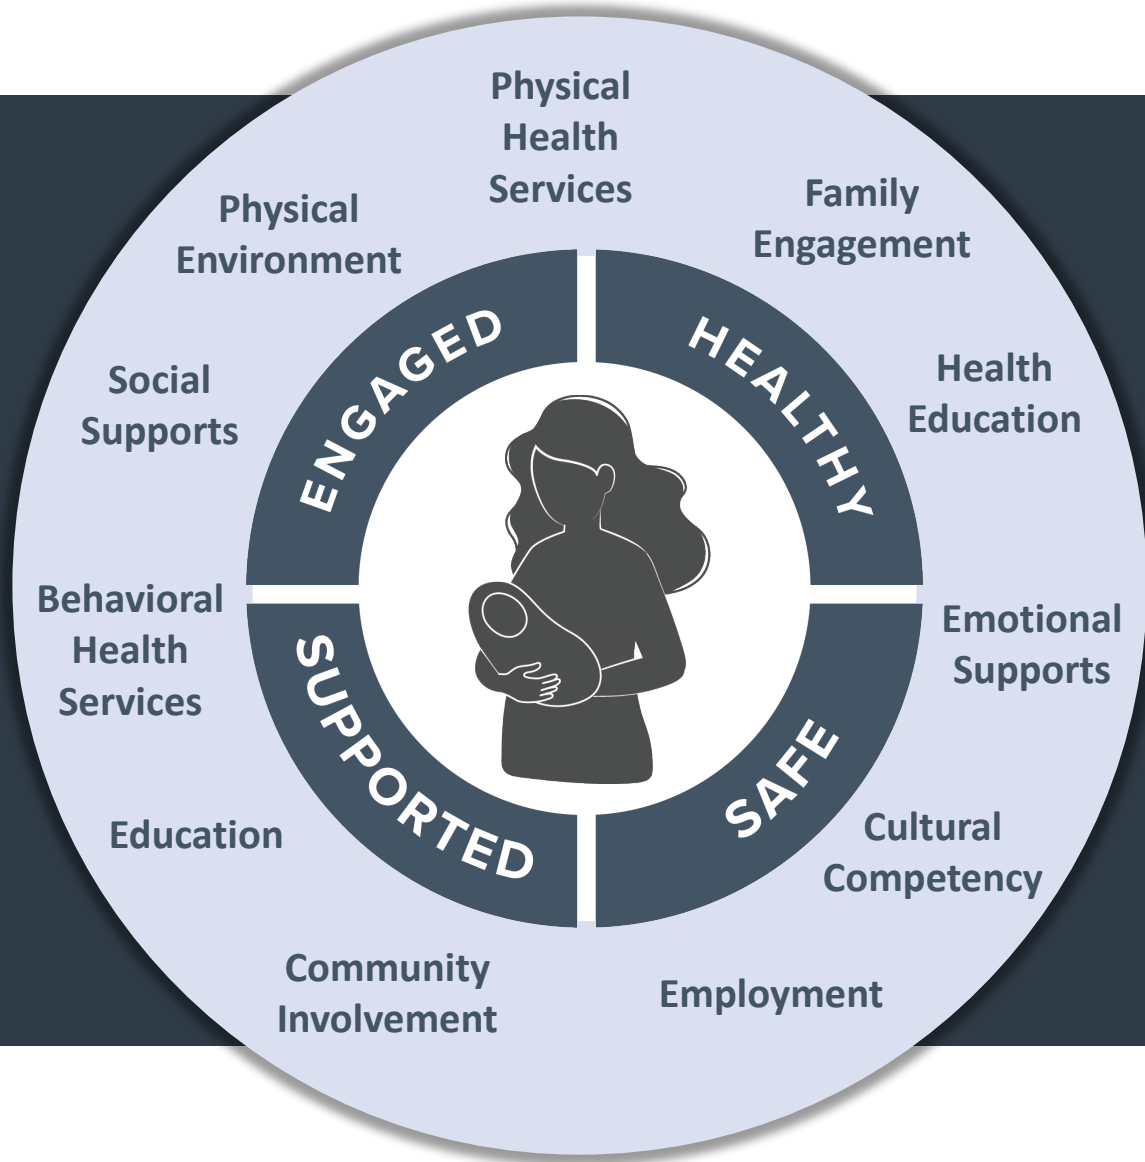 Physical
Health
Services
Family
Engagement
Health
Education
Emotional
Supports
Cultural
Competency
Employment
Community
Involvement
Education
Behavioral
Health
Services
Social
Supports
Physical
Environment
ENGAGED
HEALTHY
SAFE
SUPPORTED